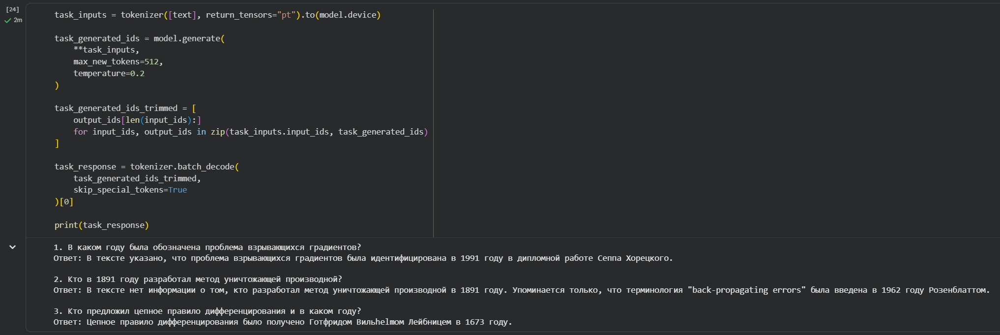 [24]
2m
task_inputs = tokenizer([text], return_tensors="pt").to(model.device)
task_generated_ids = model.generate(
    **task_inputs,
    max_new_tokens=512,
    temperature=0.2
)
task_generated_ids_trimmed = [
    output_ids[len(input_ids):]
    for input_ids, output_ids in zip(task_inputs.input_ids, task_generated_ids)
]
task_response = tokenizer.batch_decode(
    task_generated_ids_trimmed,
    skip_special_tokens=True
)[0]
print(task_response)
1. В каком году была обозначена проблема взрывающихся градиентов?
Ответ: В тексте указано, что проблема взрывающихся градиентов была идентифицирована в 1991 году в дипломной работе Сеппа Хорецкого.
2. Кто в 1891 году разработал метод уничтожающей производной?
Ответ: В тексте нет информации о том, кто разработал метод уничтожающей производной в 1891 году. Упоминается только, что терминология "back-propagating errors" была введена в 1962 году Розенблаттом.
3. Кто предложил цепное правило дифференцирования и в каком году?
Ответ: Цепное правило дифференцирования было получено Готфридом Вильhelmом Лейбницем в 1673 году.